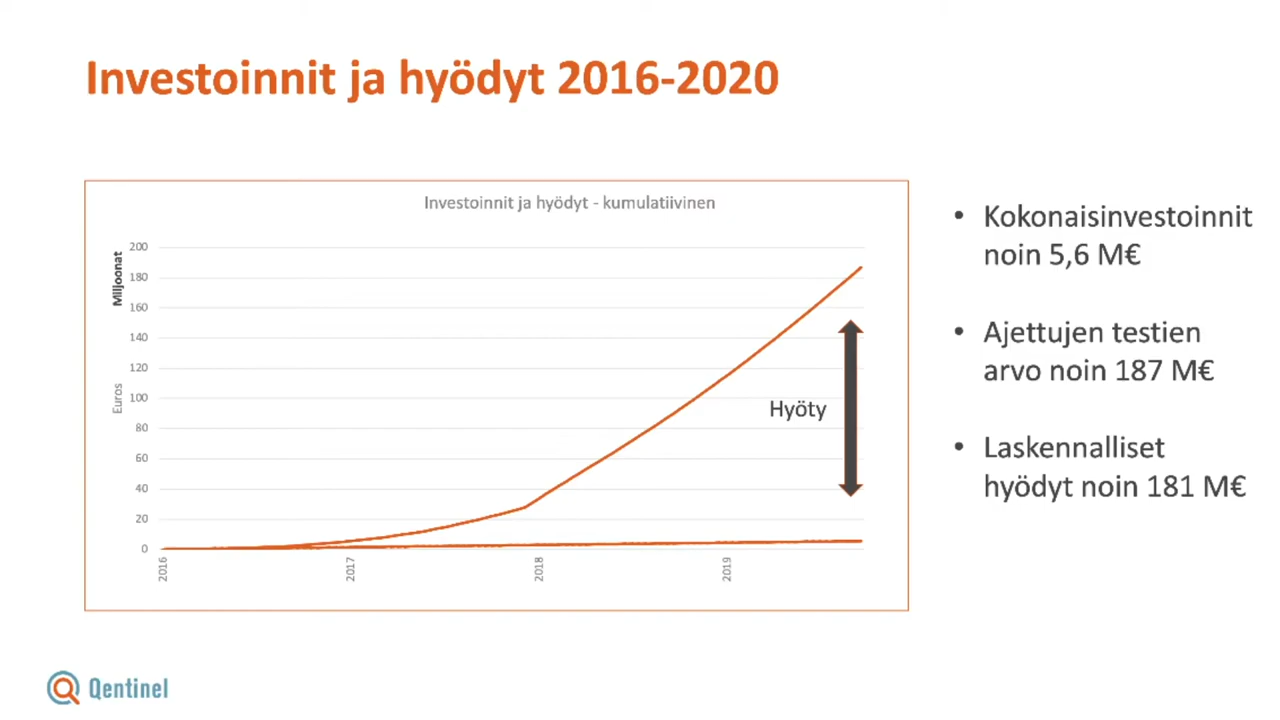 Investoinnit ja hyödyt 2016-2020
Investoinnit ja hyödyt - kumulatiivinen
Miljoonat
Euros
200
180
160
140
120
100
80
60
40
20
0
2016
2017
2018
2019
Hyöty
• Kokonaisinvestoinnit
noin 5,6 M€
• Ajettujen testien
arvo noin 187 M€
• Laskennalliset
hyödyt noin 181 M€
Qentinel